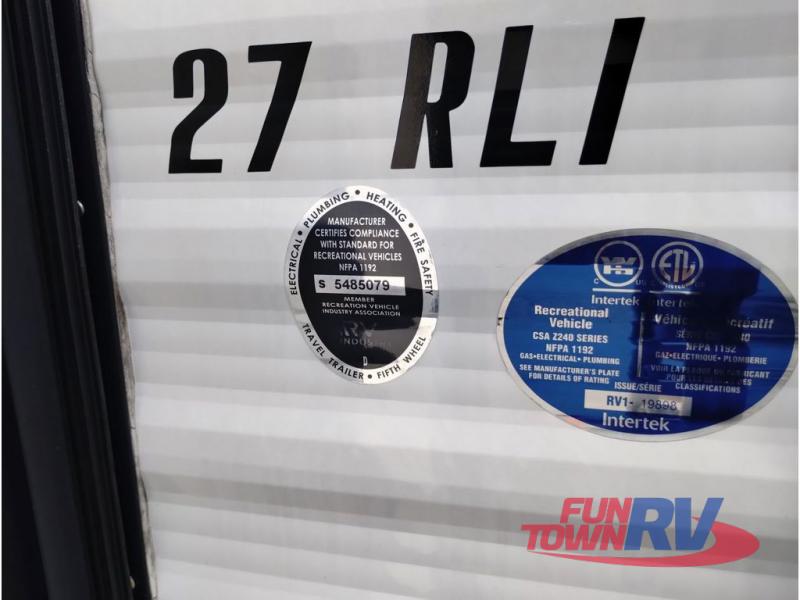 27 RLI
ELECTRICAL • PLUMBING • HEATING • FIRE SAFETY
MANUFACTURER
CERTIFIES COMPLIANCE
WITH STANDARD FOR
RECREATIONAL VEHICLES
NFPA 1192
S 5485079
MEMBER
RECREATION VEHICLE
INDUSTRY ASSOCIATION
RV
D
TRAVEL TRAILER • FIFTH WHEEL
ETL
Intertek Intertek
Recreational
Vehicle
CSA Z240 SERIES
NFPA 1192
GAS•ELECTRICAL•PLUMBING
SEE MANUFACTURER'S PLATE
FOR DETAILS OF RATING
NFPA 1192
GAZ•ELECTRIQUE•PLOMBERIE
CLASSIFICATIONS
ISSUE/SÉRIE
RV1- 19898
Intertek
FUN
TOWN RV